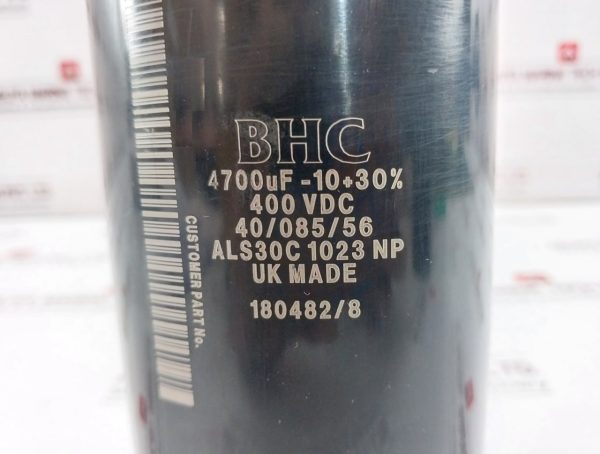 BHC
4700uF -10+30%
400 VDC
40/085/56
ALS30C 1023 NP
UK MADE
180482/8
CUSTOMER PART No.